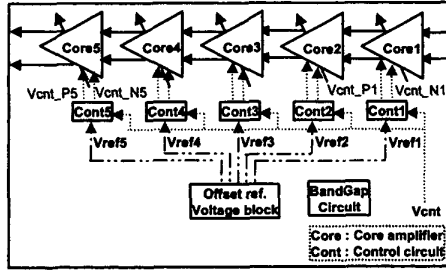 Core5 Core4 Core3 Core2 Core1
Vcnt_P5 Vcnt_N5 Vcnt_P1 Vcnt_N1
Cont5 Cont4 Cont3 Cont2 Cont1
Vref5 Vref4 Vref3 Vref2 Vref1
Offset ref.
Voltage block
BandGap
Circuit
Vcnt
Core : Core amplifier
Cont : Control circuit